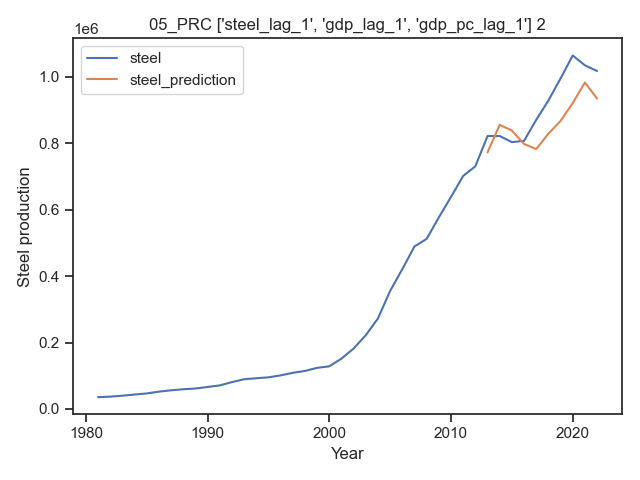 05_PRC ['steel_lag_1', 'gdp_lag_1', 'gdp_pc_lag_1'] 2
1e6
steel
steel_prediction
1.0
0.8
0.6
0.4
0.2
0.0
Steel production
1980
1990
2000
2010
2020
Year